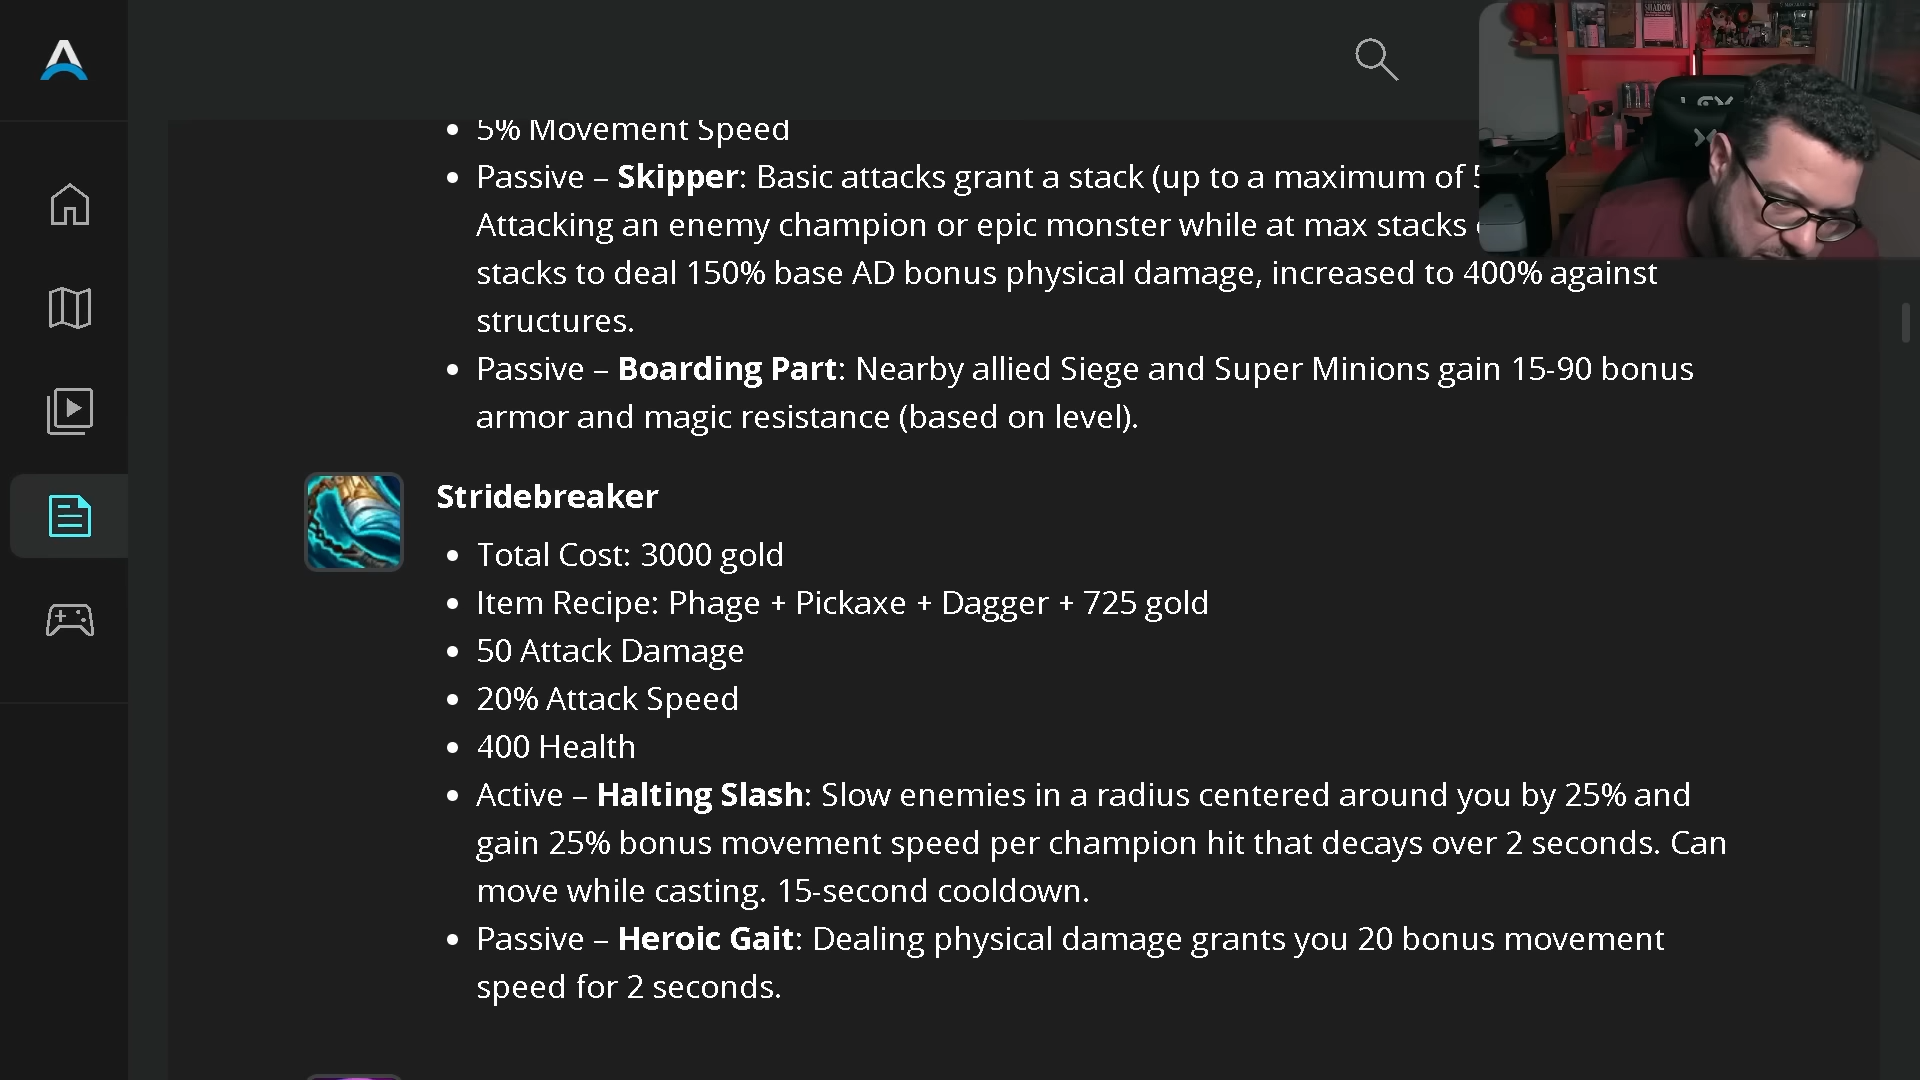 5% Movement Speed
Passive – Skipper: Basic attacks grant a stack (up to a maximum of 5
Attacking an enemy champion or epic monster while at max stacks
stacks to deal 150% base AD bonus physical damage, increased to 400% against
structures.
Passive – Boarding Part: Nearby allied Siege and Super Minions gain 15-90 bonus
armor and magic resistance (based on level).
Stridebreaker
Total Cost: 3000 gold
Item Recipe: Phage + Pickaxe + Dagger + 725 gold
50 Attack Damage
20% Attack Speed
400 Health
Active – Halting Slash: Slow enemies in a radius centered around you by 25% and
gain 25% bonus movement speed per champion hit that decays over 2 seconds. Can
move while casting. 15-second cooldown.
Passive – Heroic Gait: Dealing physical damage grants you 20 bonus movement
speed for 2 seconds.